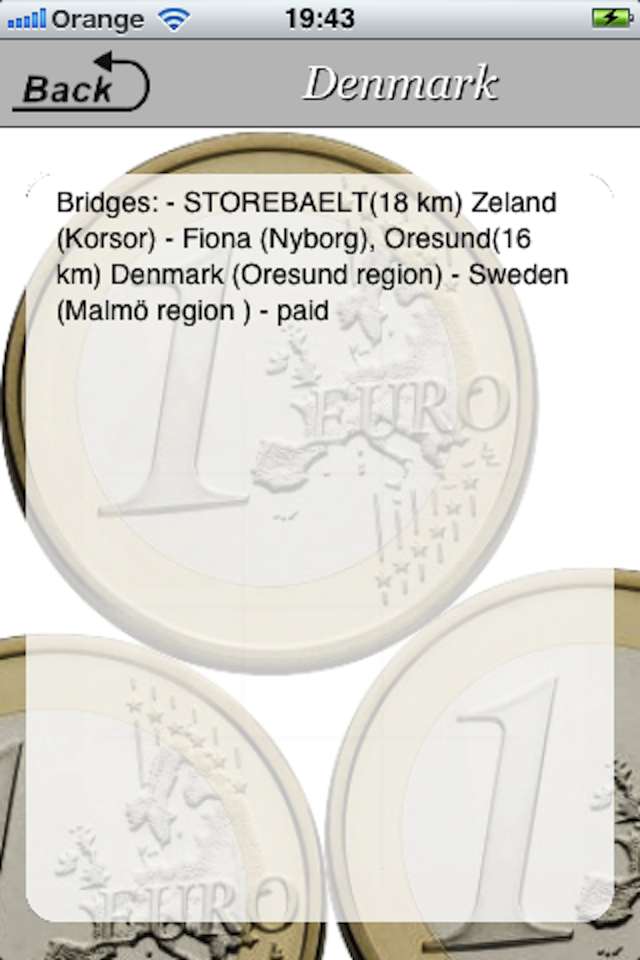 Orange 19:43
Back Denmark
Bridges: - STOREBAELT(18 km) Zeland
(Korsor) - Fiona (Nyborg), Oresund(16
km) Denmark (Oresund region) - Sweden
(Malmö region ) - paid
1 EURO
1
EURO